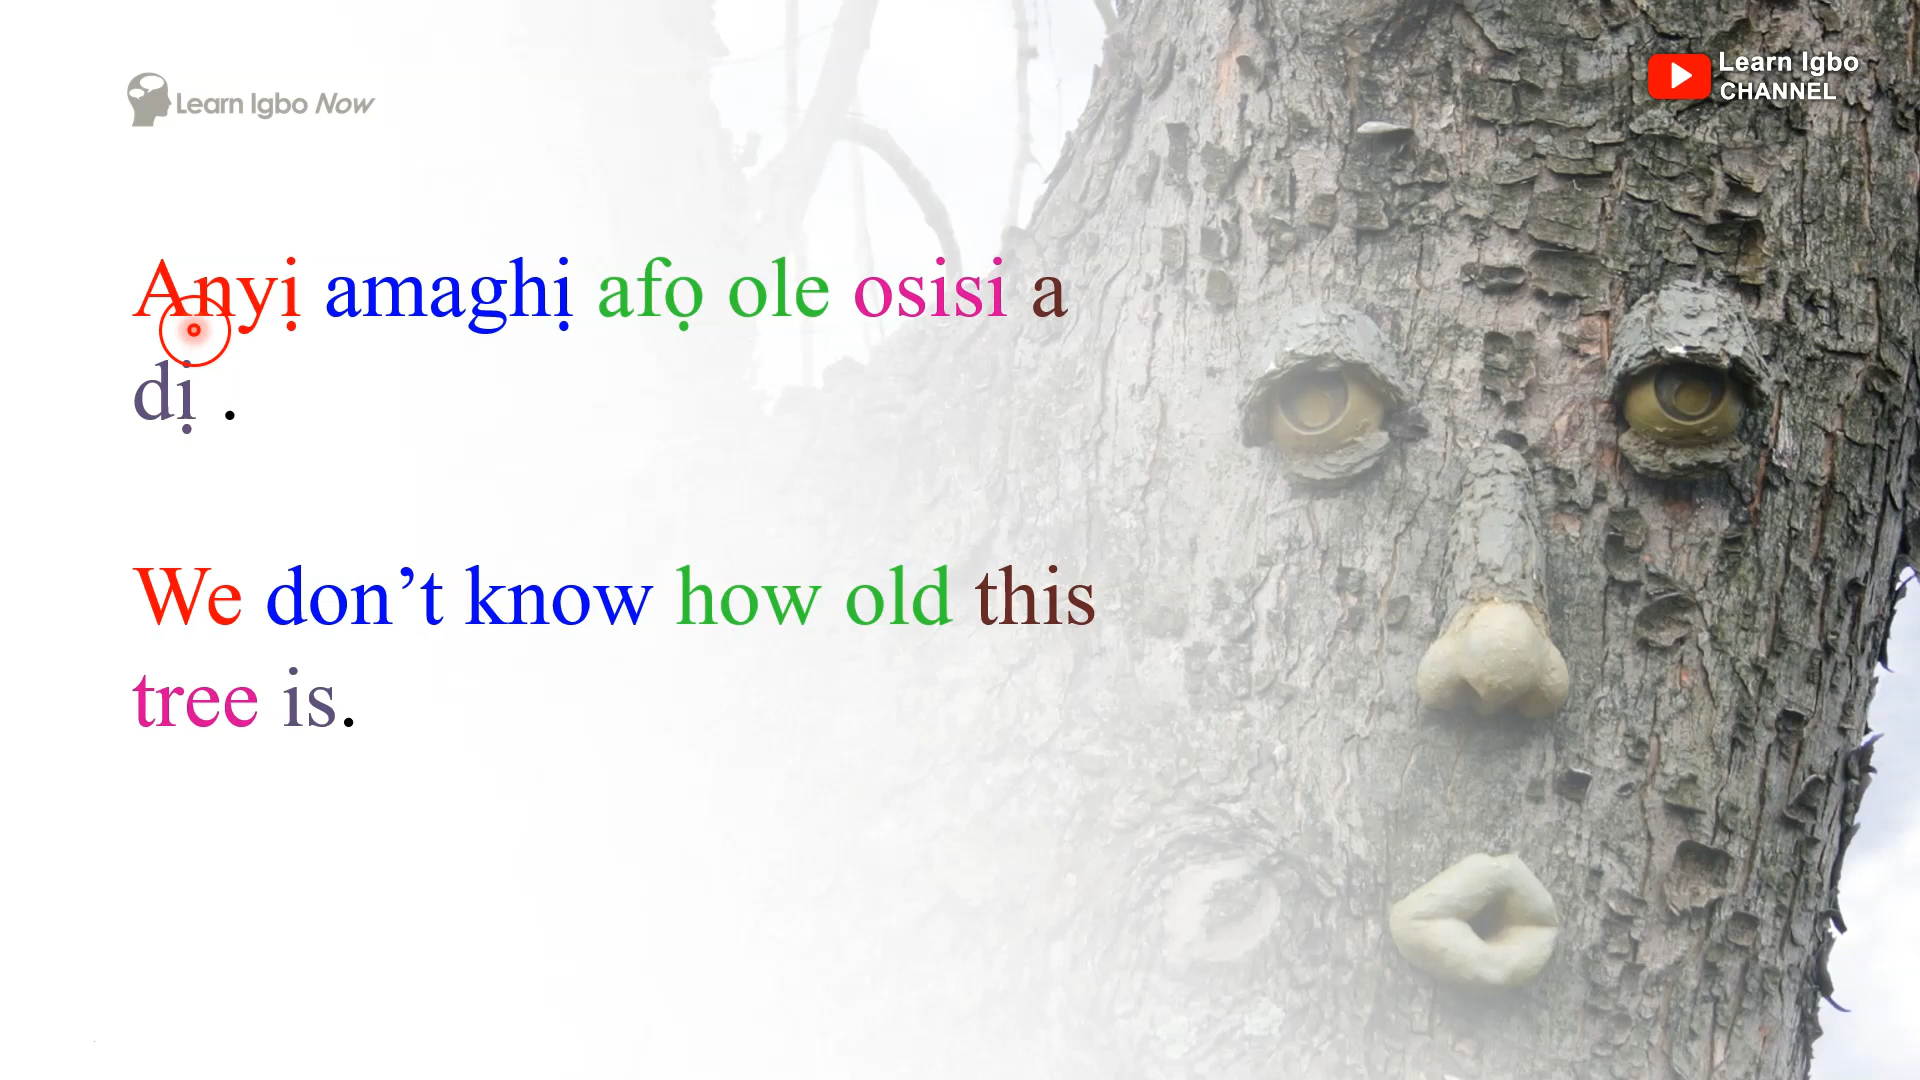 Learn Igbo Now
Learn Igbo
CHANNEL
Anyị amaghị afọ ole osisi a
dị .
We don’t know how old this
tree is.